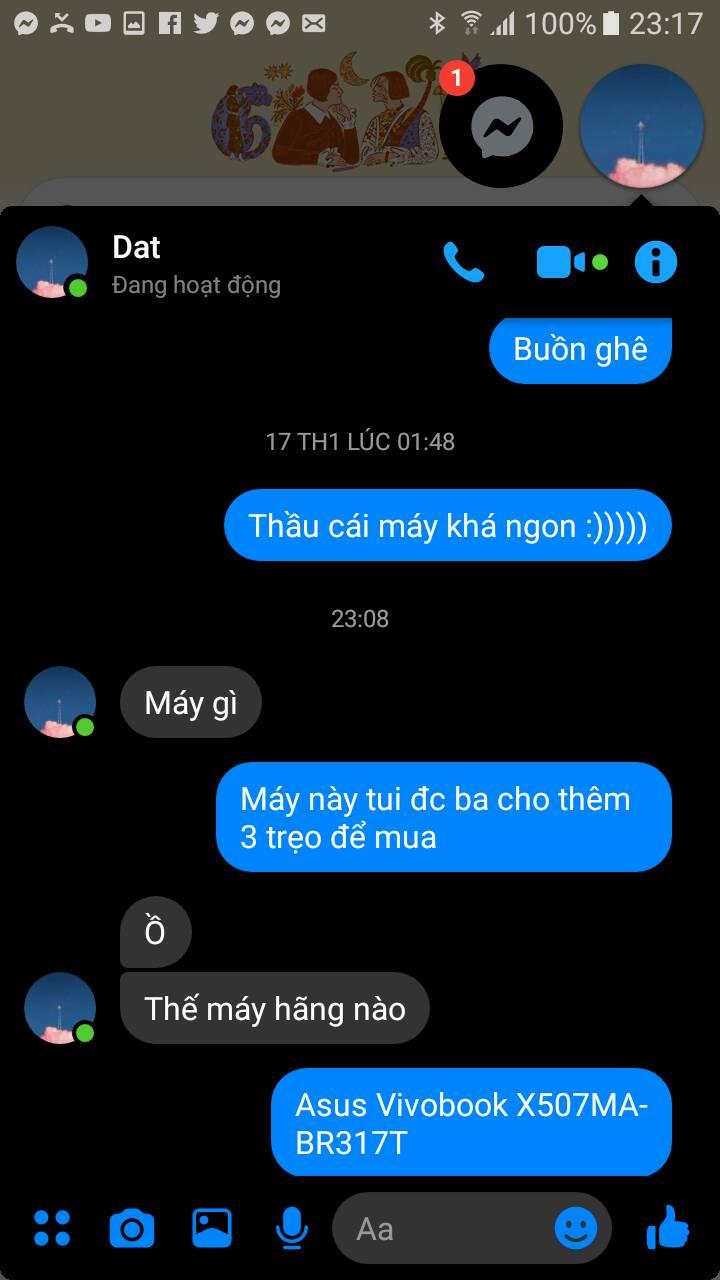 100% 23:17
1
Dat
Đang hoạt động
Buồn ghê
17 TH1 LÚC 01:48
Thầu cái máy khá ngon :)))))
23:08
Máy gì
Máy này tui đc ba cho thêm
3 trẹo để mua
Ồ
Thế máy hãng nào
Asus Vivobook X507MA-
BR317T
Aa